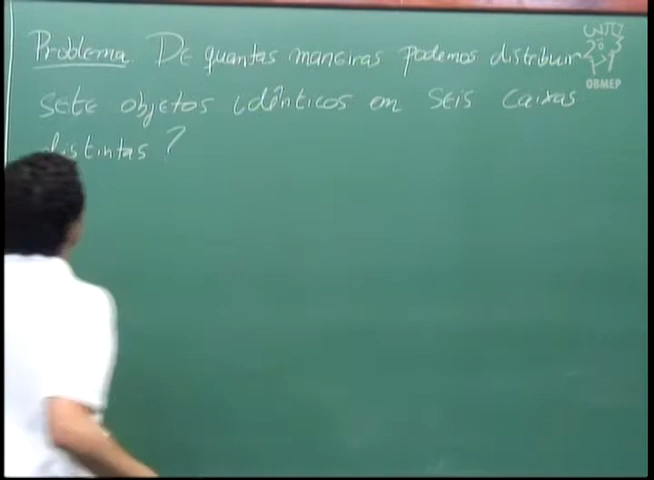 Problema. De quantas maneiras podemos distribuir
sete objetos idênticos em seis caixas
distintas?
OBMEP